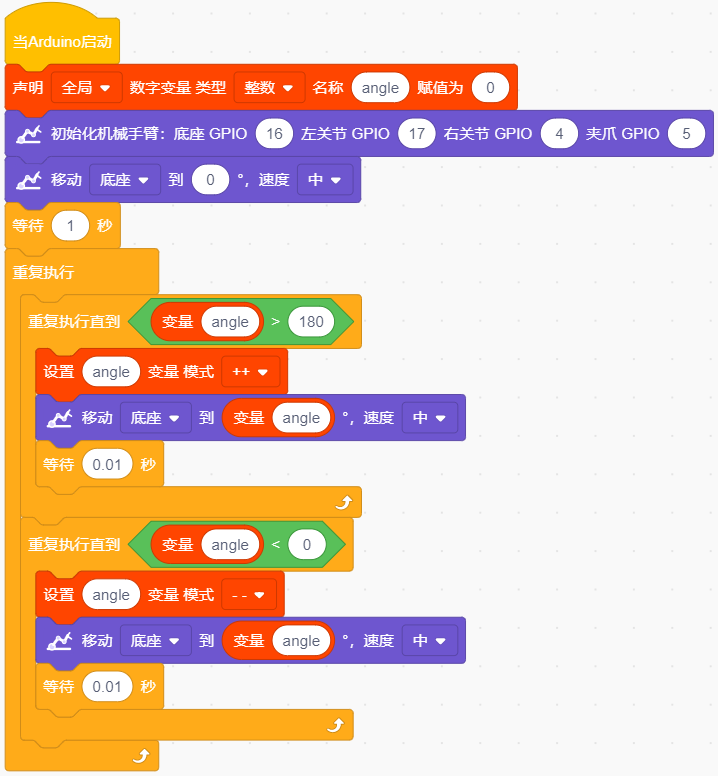 当Arduino启动
声明 全局 数字变量 类型 整数 名称 angle 赋值为 0
初始化机械手臂：底座 GPIO 16 左关节 GPIO 17 右关节 GPIO 4 夹爪 GPIO 5
移动 底座 到 0 °，速度 中
等待 1 秒
重复执行
重复执行直到 变量 angle > 180
设置 angle 变量 模式 ++
移动 底座 到 变量 angle °，速度 中
等待 0.01 秒
重复执行直到 变量 angle < 0
设置 angle 变量 模式 --
移动 底座 到 变量 angle °，速度 中
等待 0.01 秒